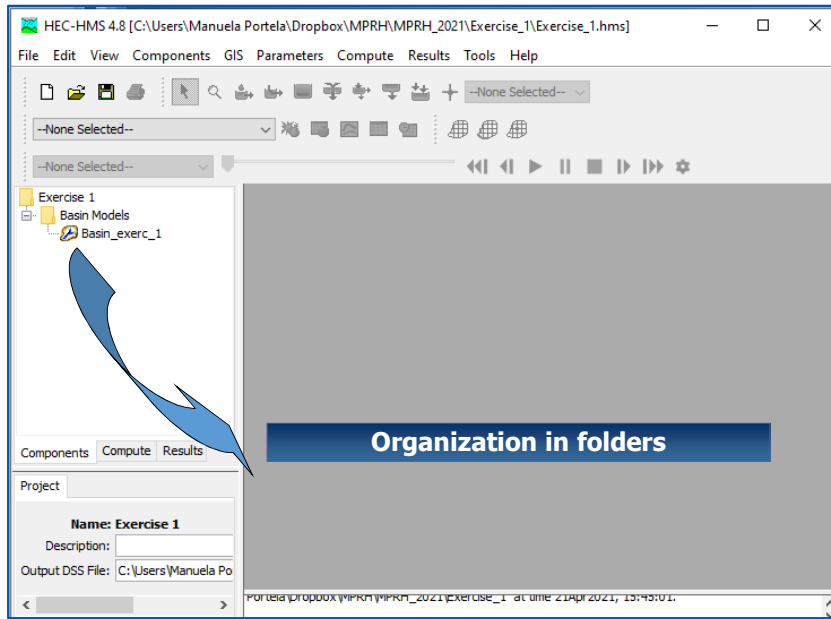 HEC-HMS 4.8 [C:\Users\Manuela Portela\Dropbox\MPRH\MPRH_2021\Exercise_1\Exercise_1.hms]
File Edit View Components GIS Parameters Compute Results Tools Help
--None Selected--
--None Selected--
--None Selected--
Exercise 1
Basin Models
Basin_exerc_1
Organization in folders
Components Compute Results
Project
Name: Exercise 1
Description:
Output DSS File: C:\Users\Manuela Po
Portela\Dropbox\MPRH\MPRH_2021\Exercise_1" at time 21Apr2021, 15:45:01.